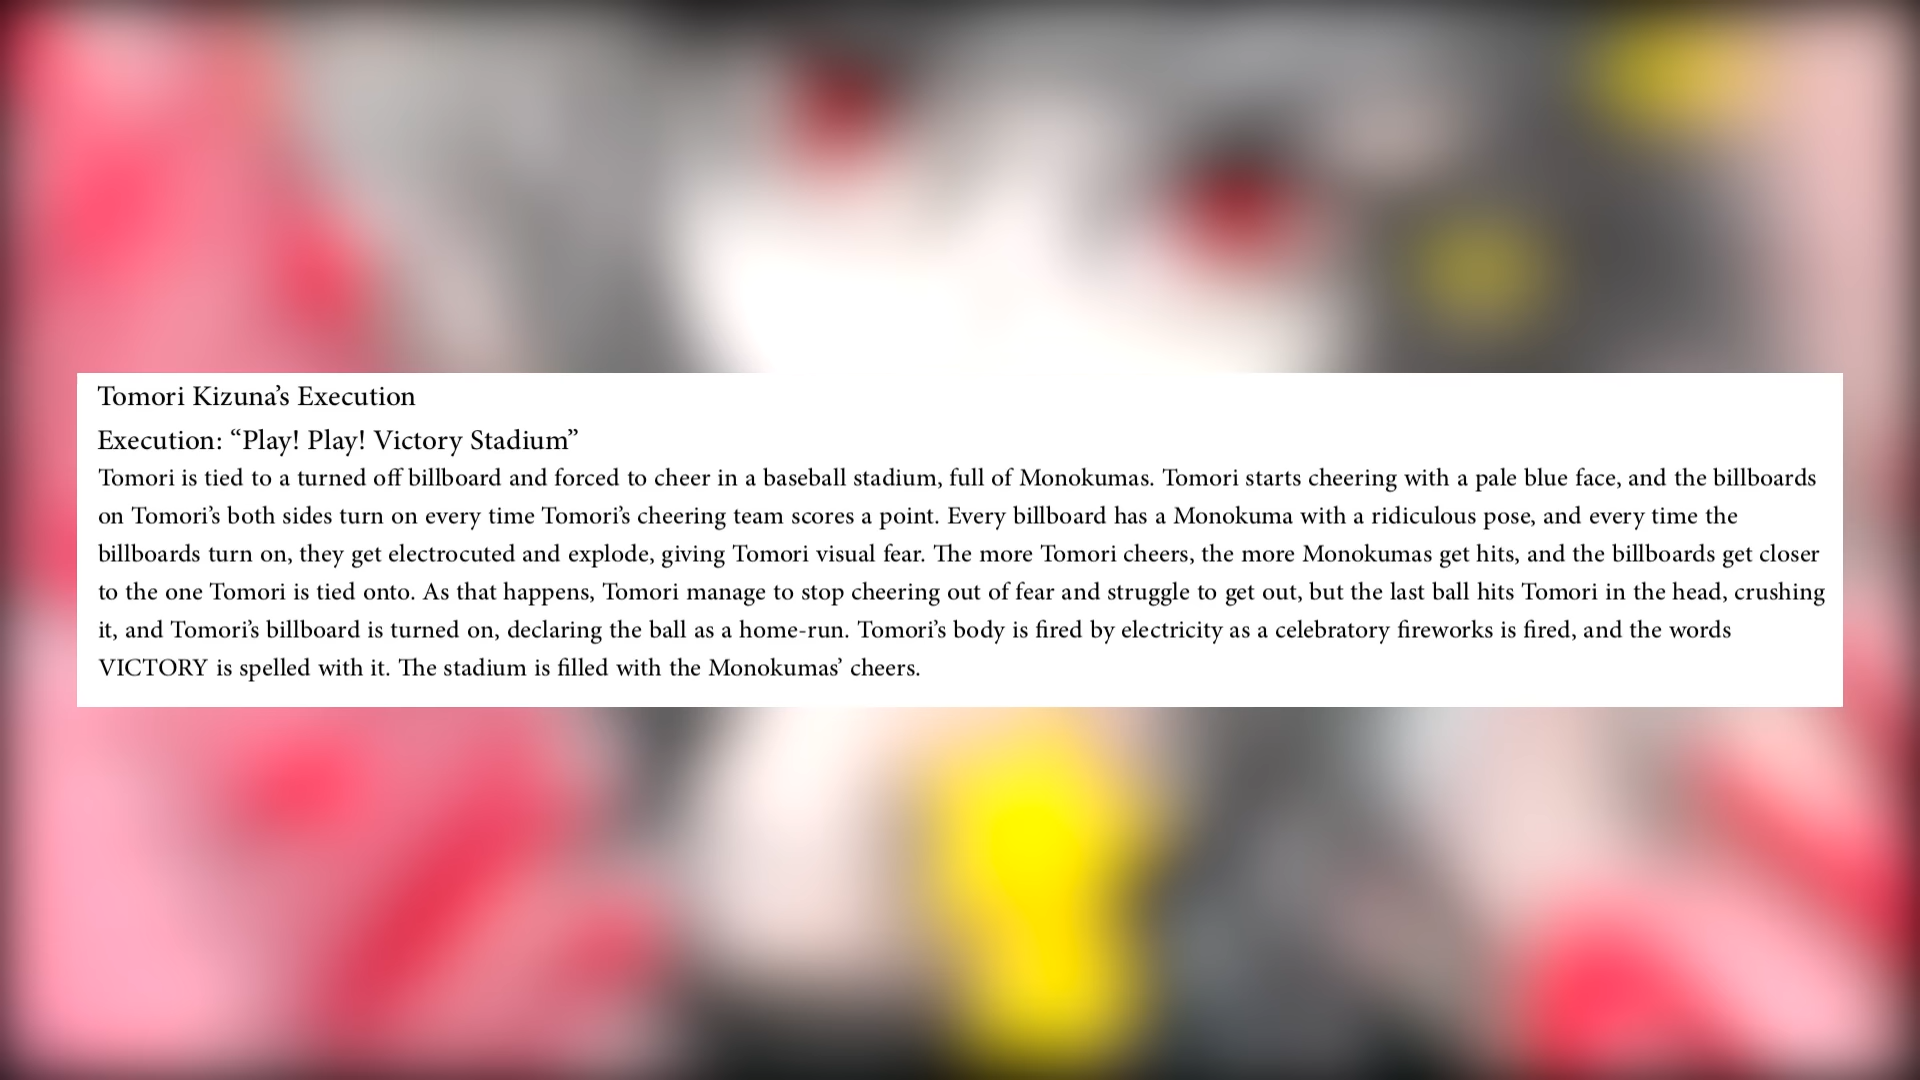 Tomori Kizuna’s Execution
Execution: “Play! Play! Victory Stadium”
Tomori is tied to a turned off billboard and forced to cheer in a baseball stadium, full of Monokumas. Tomori starts cheering with a pale blue face, and the billboards
on Tomori’s both sides turn on every time Tomori’s cheering team scores a point. Every billboard has a Monokuma with a ridiculous pose, and every time the
billboards turn on, they get electrocuted and explode, giving Tomori visual fear. The more Tomori cheers, the more Monokumas get hits, and the billboards get closer
to the one Tomori is tied onto. As that happens, Tomori manage to stop cheering out of fear and struggle to get out, but the last ball hits Tomori in the head, crushing
it, and Tomori’s billboard is turned on, declaring the ball as a home-run. Tomori’s body is fired by electricity as a celebratory fireworks is fired, and the words
VICTORY is spelled with it. The stadium is filled with the Monokumas’ cheers.